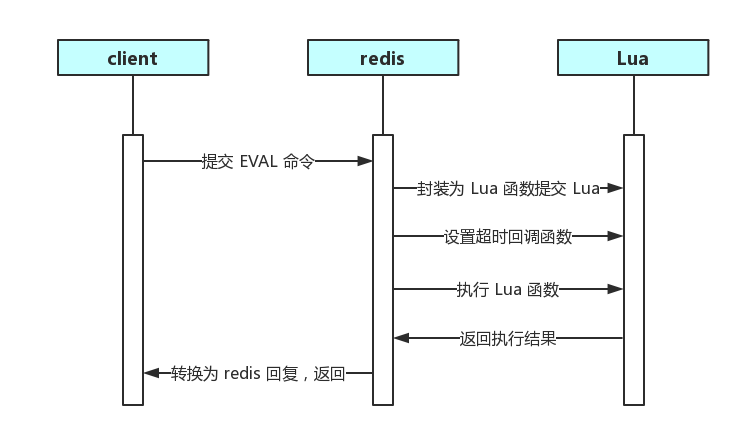 client
redis
Lua
提交 EVAL 命令
封装为 Lua 函数提交 Lua
设置超时回调函数
执行 Lua 函数
返回执行结果
转换为 redis 回复，返回